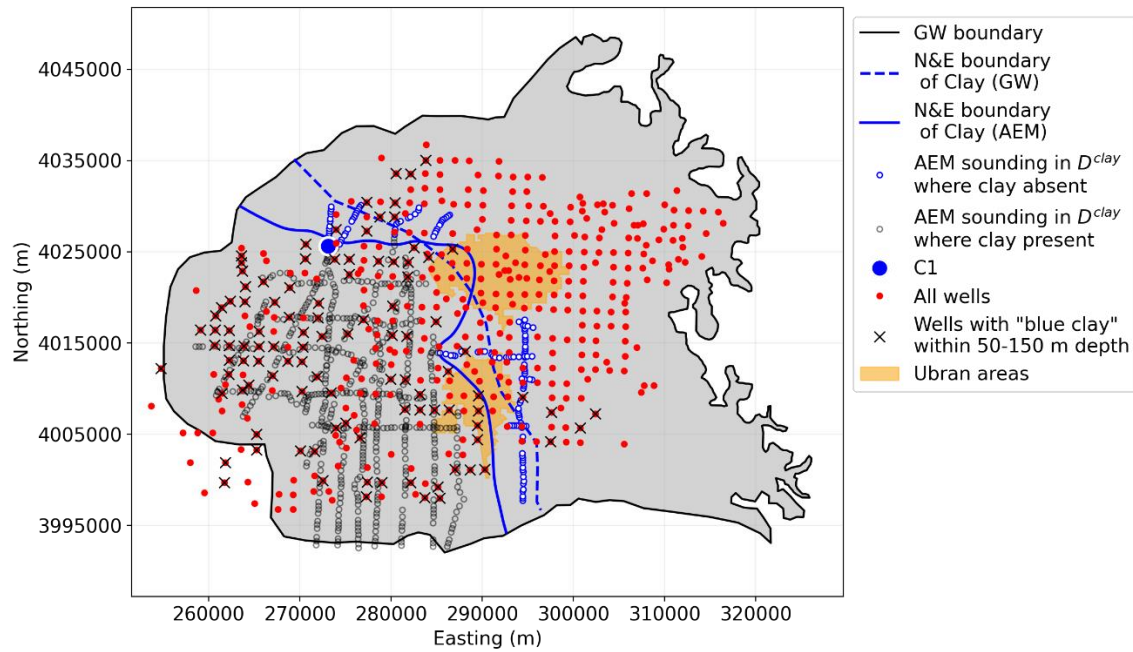 4045000
4035000
4025000
4015000
4005000
3995000
Northing (m)
260000 270000 280000 290000 300000 310000 320000
Easting (m)
GW boundary
N&E boundary
of Clay (GW)
N&E boundary
of Clay (AEM)
AEM sounding in D^clay
where clay absent
AEM sounding in D^clay
where clay present
C1
All wells
Wells with "blue clay"
within 50-150 m depth
Ubran areas